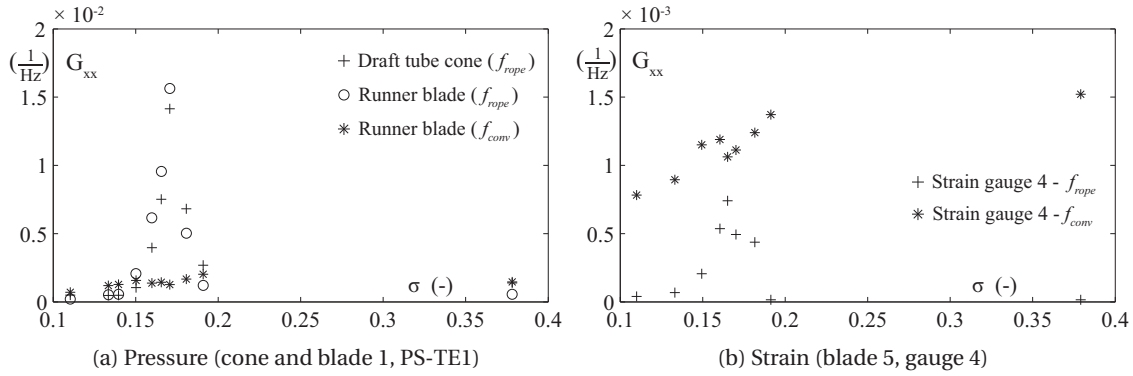 × 10⁻²
2
(1/Hz)
G_xx
+ Draft tube cone (f_rope)
○ Runner blade (f_rope)
* Runner blade (f_conv)
1.5
1
0.5
0
σ (-)
0.1 0.15 0.2 0.25 0.3 0.35 0.4
(a) Pressure (cone and blade 1, PS-TE1)
× 10⁻³
2
(1/Hz)
G_xx
1.5
1
+ Strain gauge 4 - f_rope
* Strain gauge 4 - f_conv
0.5
0
σ (-)
0.1 0.15 0.2 0.25 0.3 0.35 0.4
(b) Strain (blade 5, gauge 4)